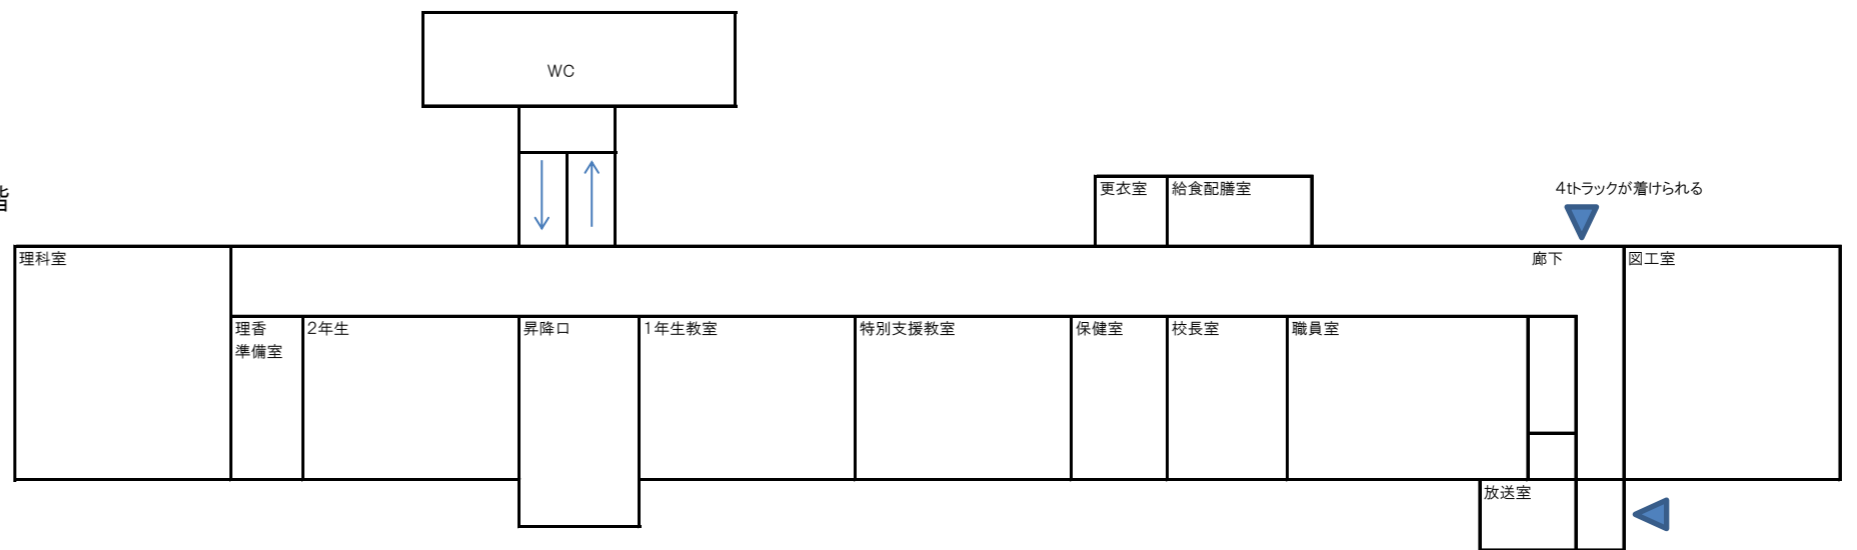 WC
階
更衣室
給食配膳室
4tトラックが着けられる
理科室
廊下
図工室
理香
準備室
2年生
昇降口
1年生教室
特別支援教室
保健室
校長室
職員室
放送室